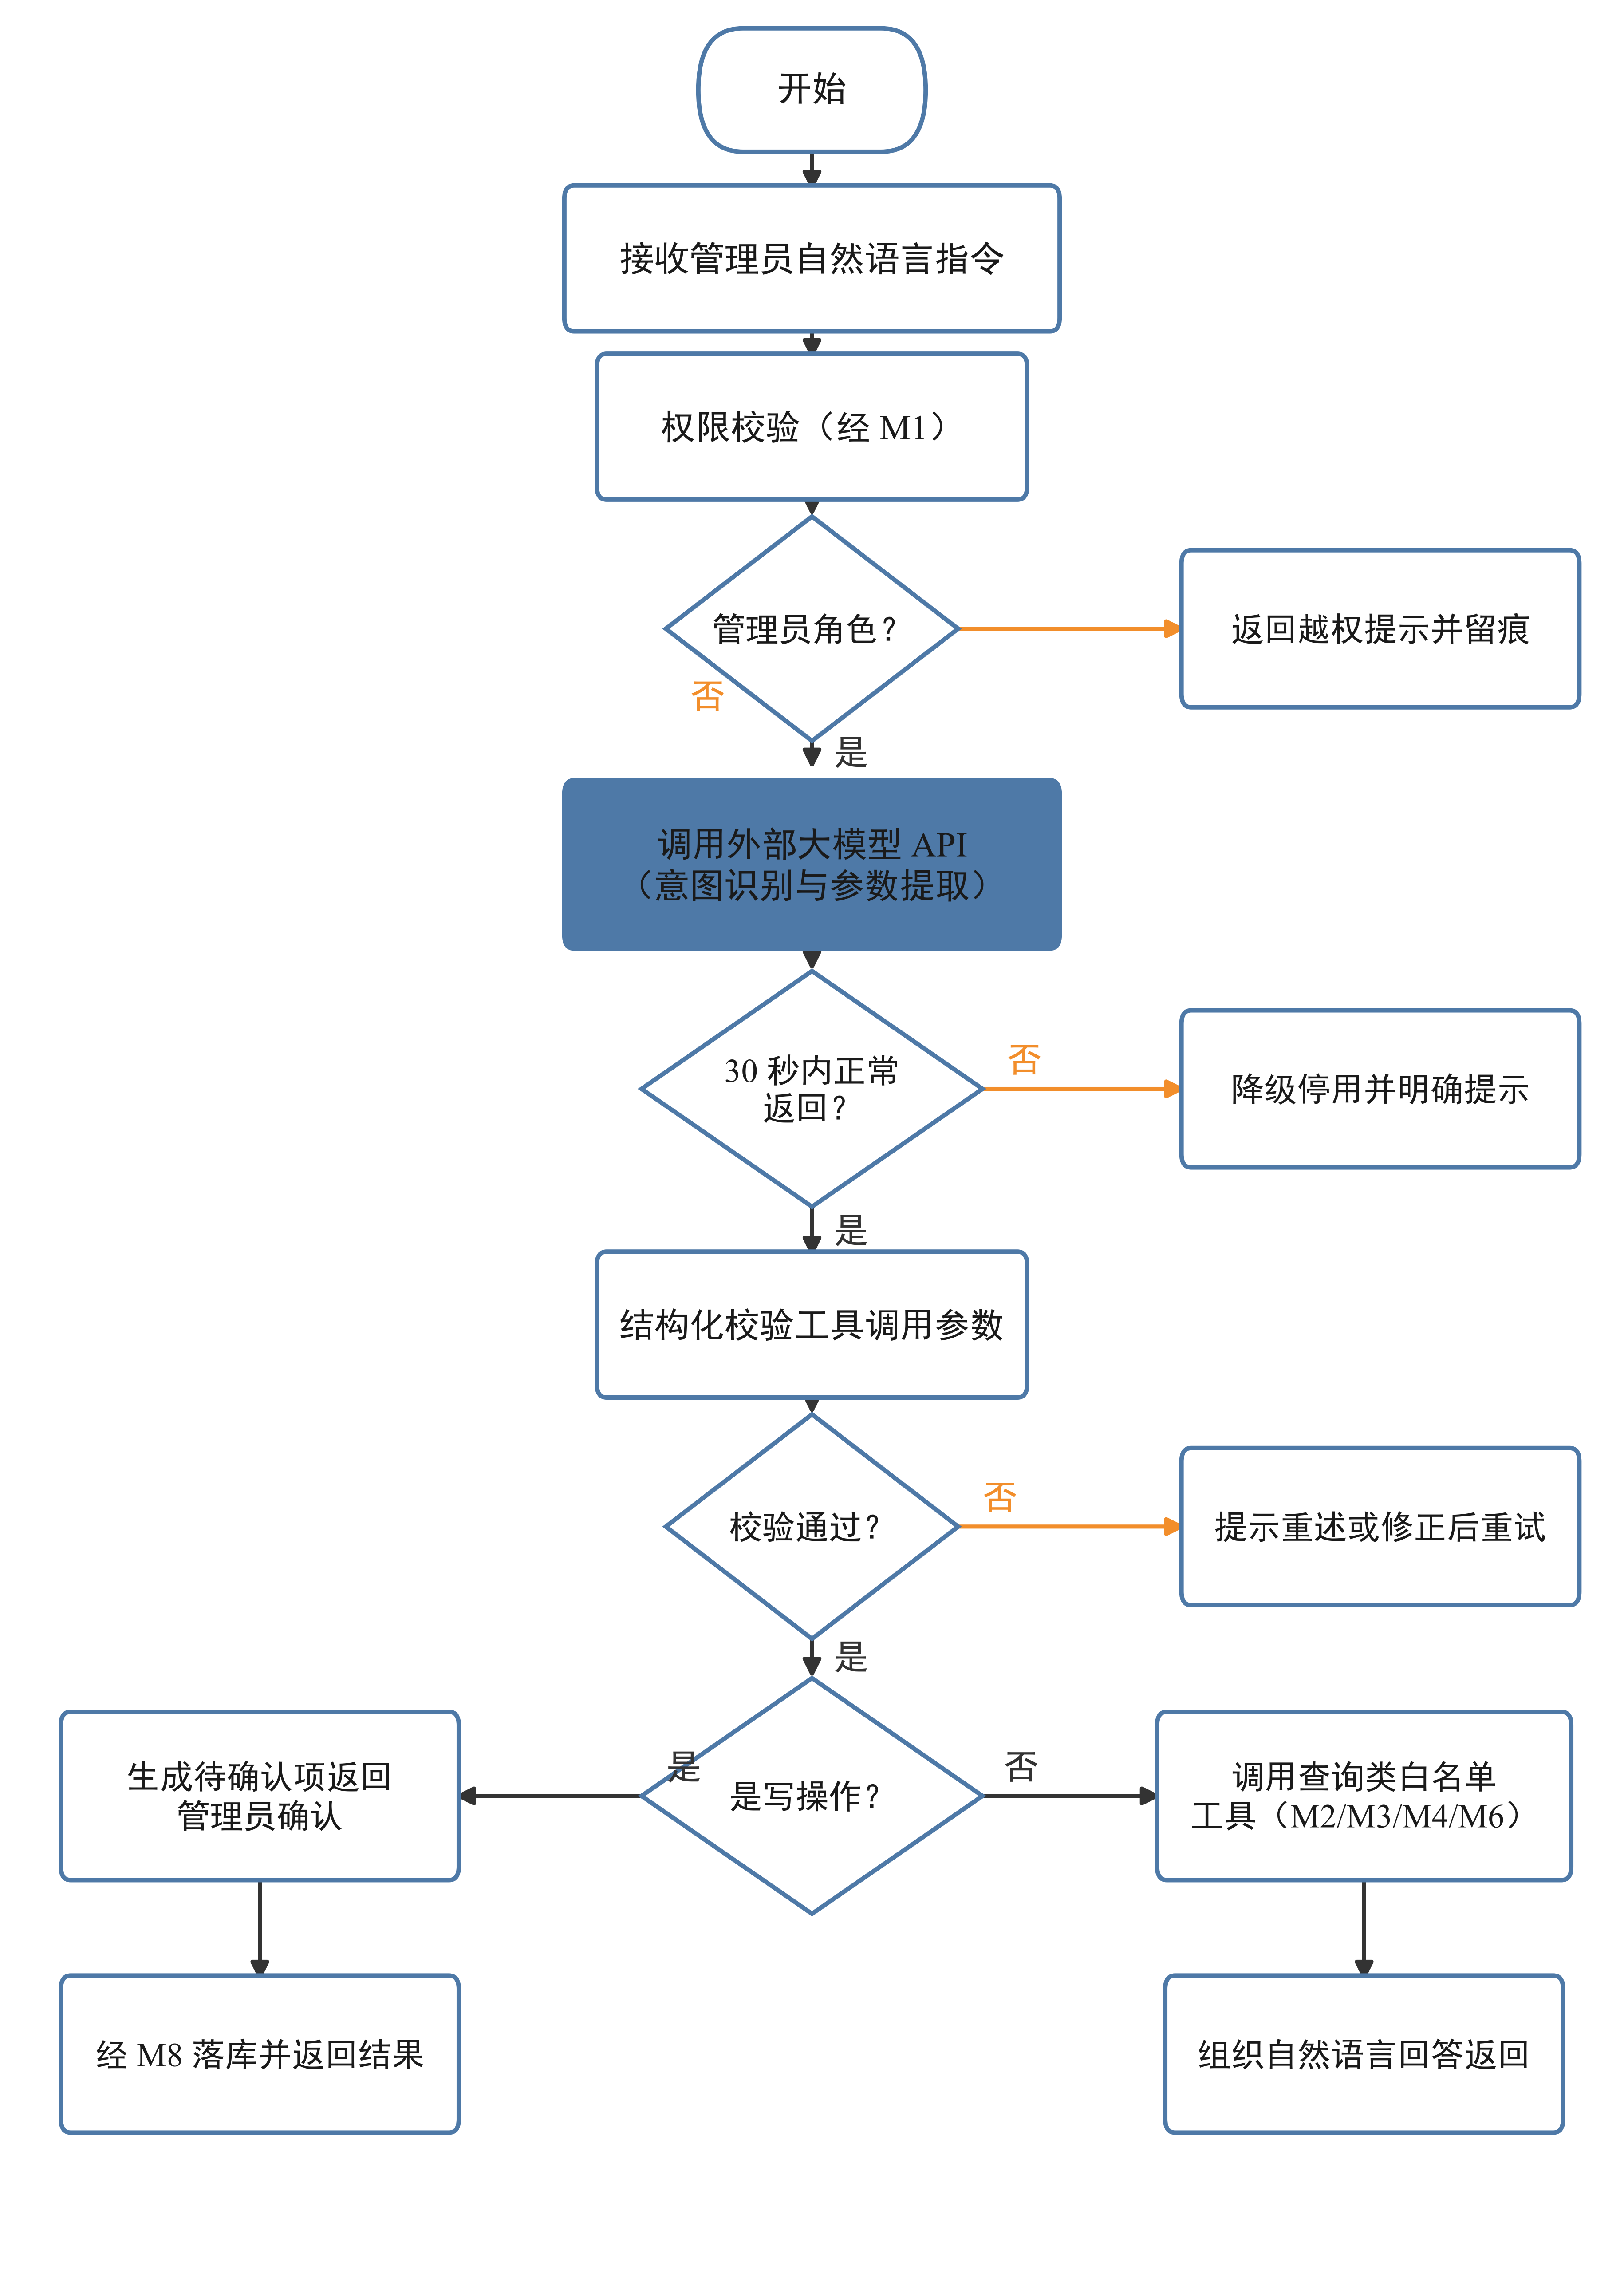 开始
接收管理员自然语言指令
权限校验（经 M1）
管理员角色？
返回越权提示并留痕
否
是
调用外部大模型 API
（意图识别与参数提取）
30 秒内正常
返回？
否
降级停用并明确提示
是
结构化校验工具调用参数
校验通过？
否
提示重述或修正后重试
是
生成待确认项返回
管理员确认
是
是写操作？
否
调用查询类白名单
工具（M2/M3/M4/M6）
经 M8 落库并返回结果
组织自然语言回答返回